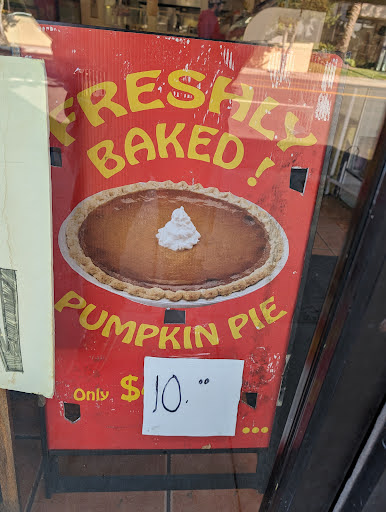 FRESHLY
BAKED!
PUMPKIN PIE
Only $10.00
...